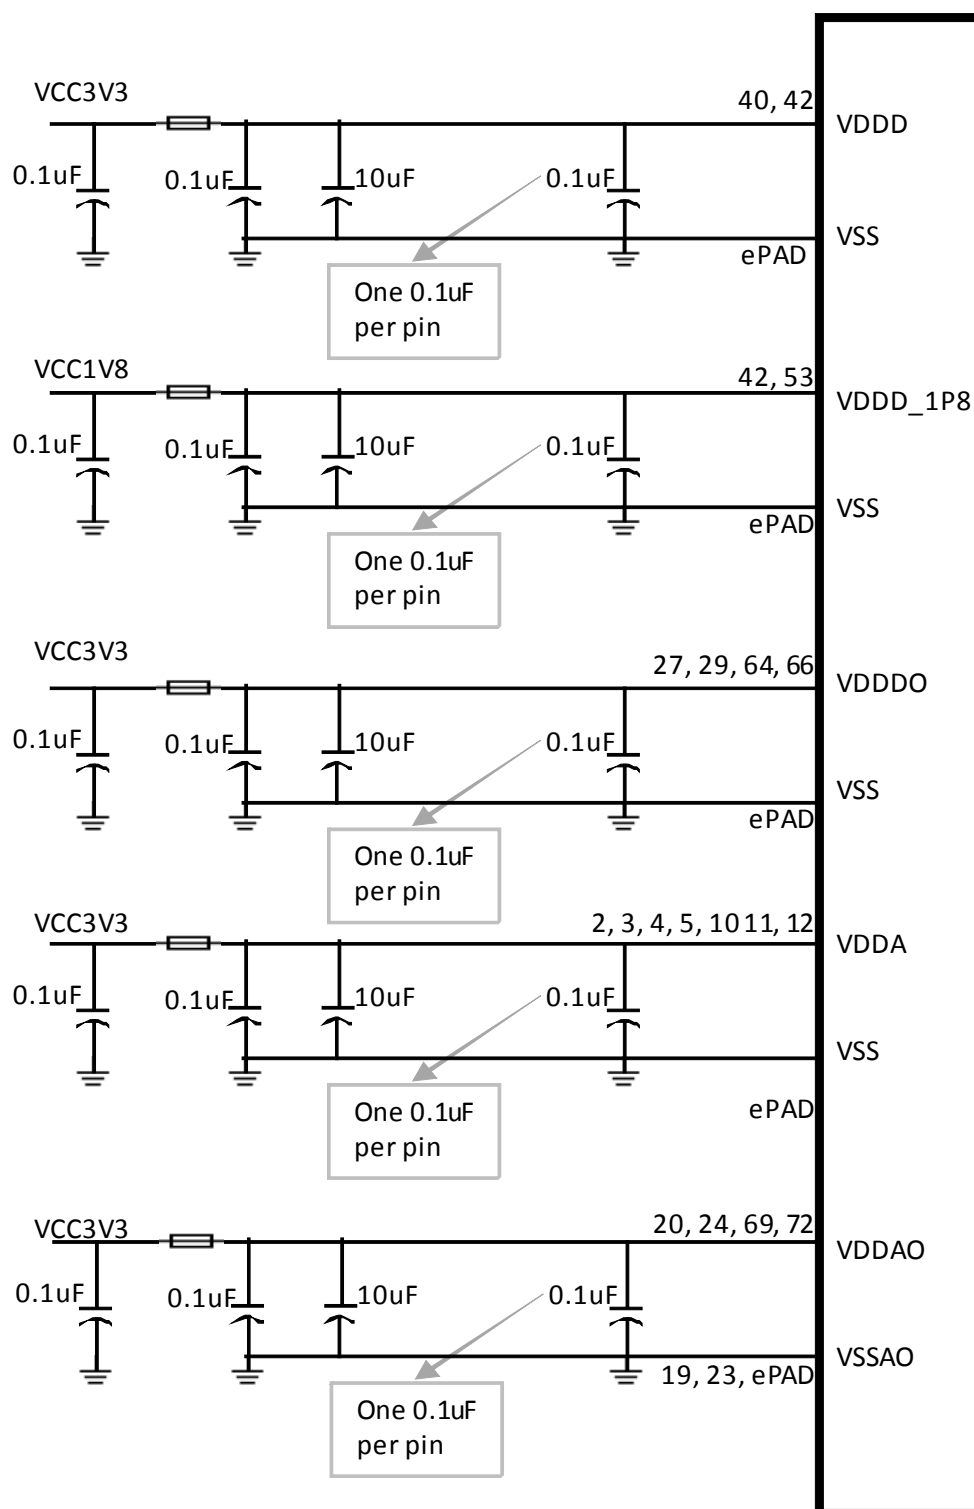 VCC3V3
40, 42
VDDD
0.1uF
0.1uF
10uF
0.1uF
VSS
ePAD
One 0.1uF
per pin
VCC1V8
42, 53
VDDD_1P8
0.1uF
0.1uF
10uF
0.1uF
VSS
ePAD
One 0.1uF
per pin
VCC3V3
27, 29, 64, 66
VDDDO
0.1uF
0.1uF
10uF
0.1uF
VSS
ePAD
One 0.1uF
per pin
VCC3V3
2, 3, 4, 5, 10 11, 12
VDDA
0.1uF
0.1uF
10uF
0.1uF
VSS
ePAD
One 0.1uF
per pin
VCC3V3
20, 24, 69, 72
VDDAO
0.1uF
0.1uF
10uF
0.1uF
VSSAO
19, 23, ePAD
One 0.1uF
per pin